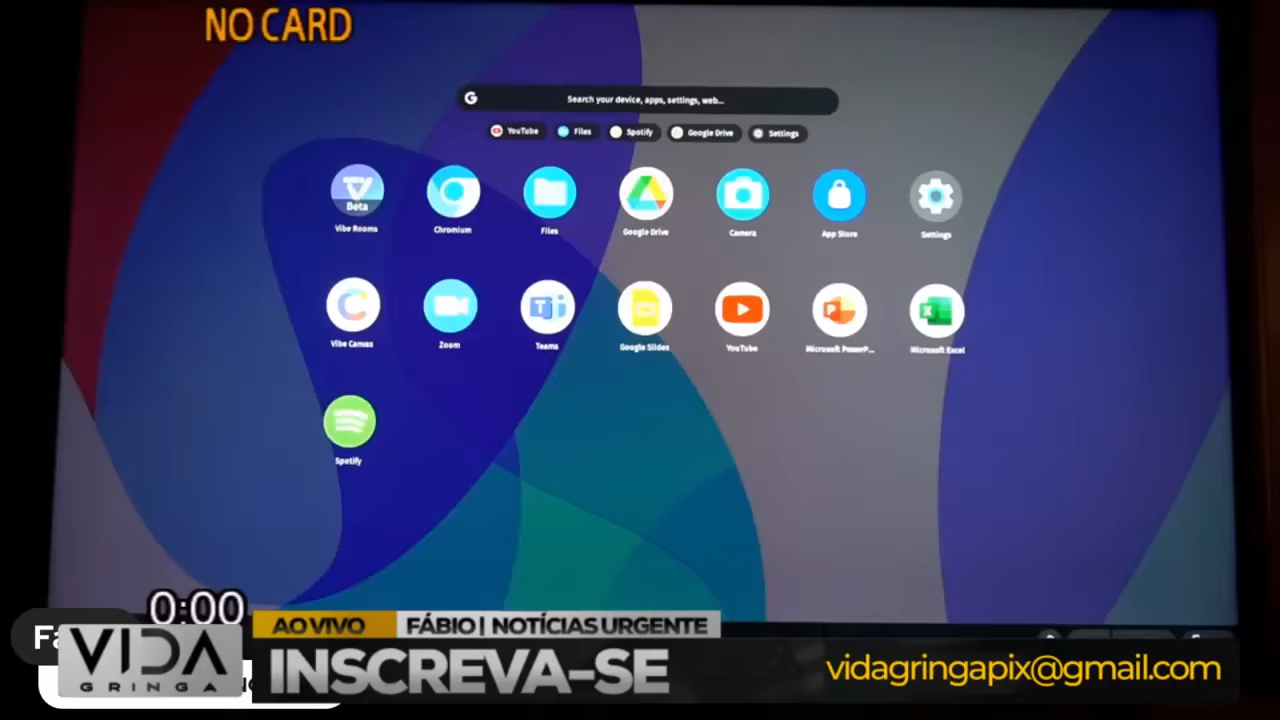 NO CARD
Search your device, apps, settings, web...
YouTube Files Spotify Google Drive Settings
Beta
Vibe Rooms Chromium Files Google Drive Camera App Store Settings
Vibe Canvas Zoom Teams Google Slides YouTube Microsoft PowerP... Microsoft Excel
Spotify
0:00
AO VIVO FÁBIO | NOTÍCIAS URGENTE
VIDA
GRINGA
INSCREVA-SE
vidagringapix@gmail.com